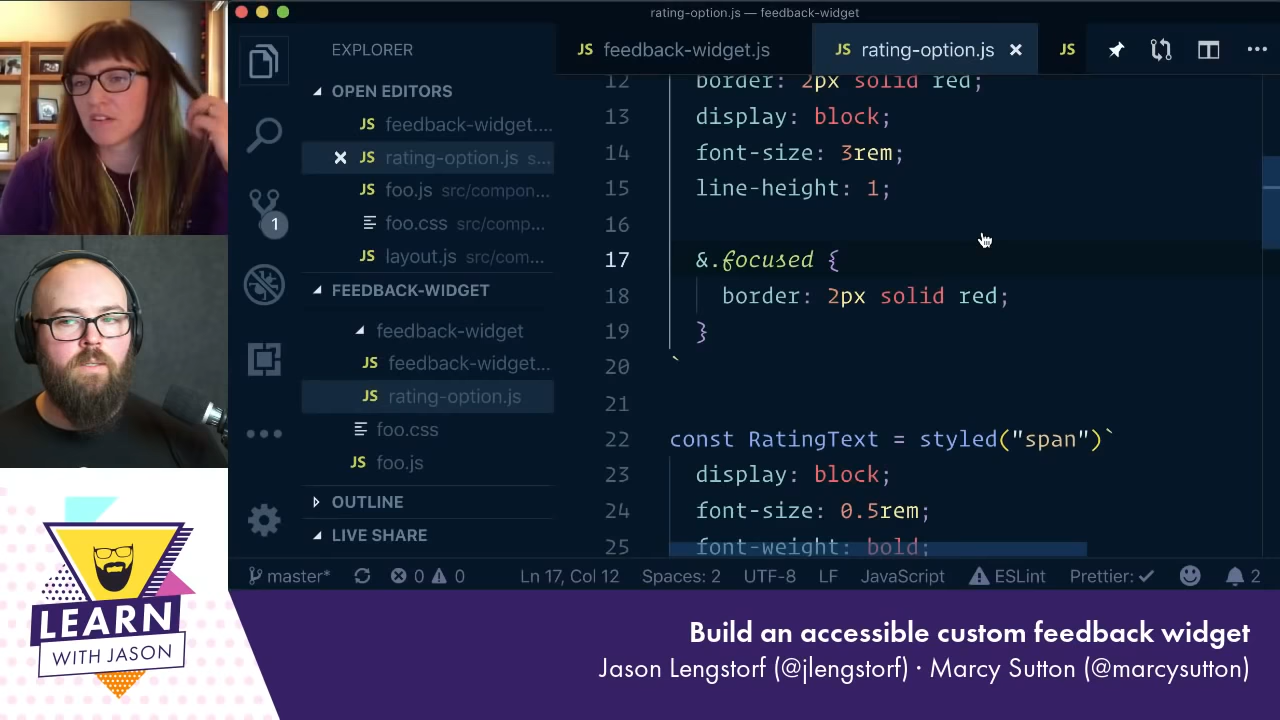 rating-option.js — feedback-widget
EXPLORER
OPEN EDITORS
JS feedback-widget....
JS rating-option.js s...
JS foo.js src/compon...
foo.css src/comp...
JS layout.js src/com...
FEEDBACK-WIDGET
feedback-widget
JS feedback-widget...
JS rating-option.js
foo.css
JS foo.js
OUTLINE
LIVE SHARE
1
JS feedback-widget.js
JS rating-option.js
JS
12 border: 2px solid red;
13 display: block;
14 font-size: 3rem;
15 line-height: 1;
16
17 &.focused {
18 border: 2px solid red;
19 }
20 `
21
22 const RatingText = styled("span")`
23 display: block;
24 font-size: 0.5rem;
25 font-weight: bold;
master* 0 0 Ln 17, Col 12 Spaces: 2 UTF-8 LF JavaScript ESLint Prettier: 2
LEARN
WITH JASON
Build an accessible custom feedback widget
Jason Lengstorf (@jlengstorf) · Marcy Sutton (@marcysutton)